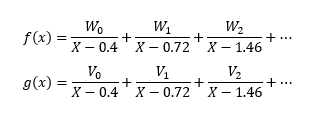 f(x) = W₀/(X − 0.4) + W₁/(X − 0.72) + W₂/(X − 1.46) + ⋯
g(x) = V₀/(X − 0.4) + V₁/(X − 0.72) + V₂/(X − 1.46) + ⋯